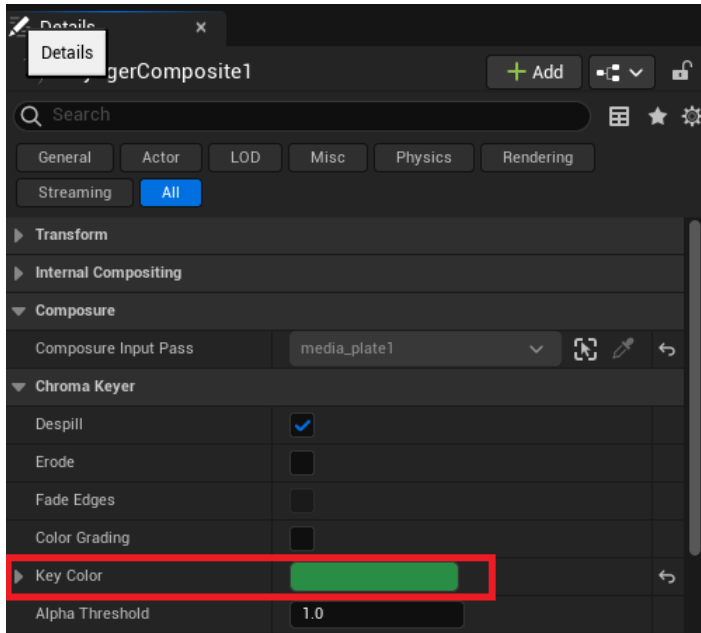 Details
Details
gerComposite1
Add
Search
General Actor LOD Misc Physics Rendering
Streaming All
Transform
Internal Compositing
Composure
Composure Input Pass media_plate1
Chroma Keyer
Despill
Erode
Fade Edges
Color Grading
Key Color
Alpha Threshold 1.0